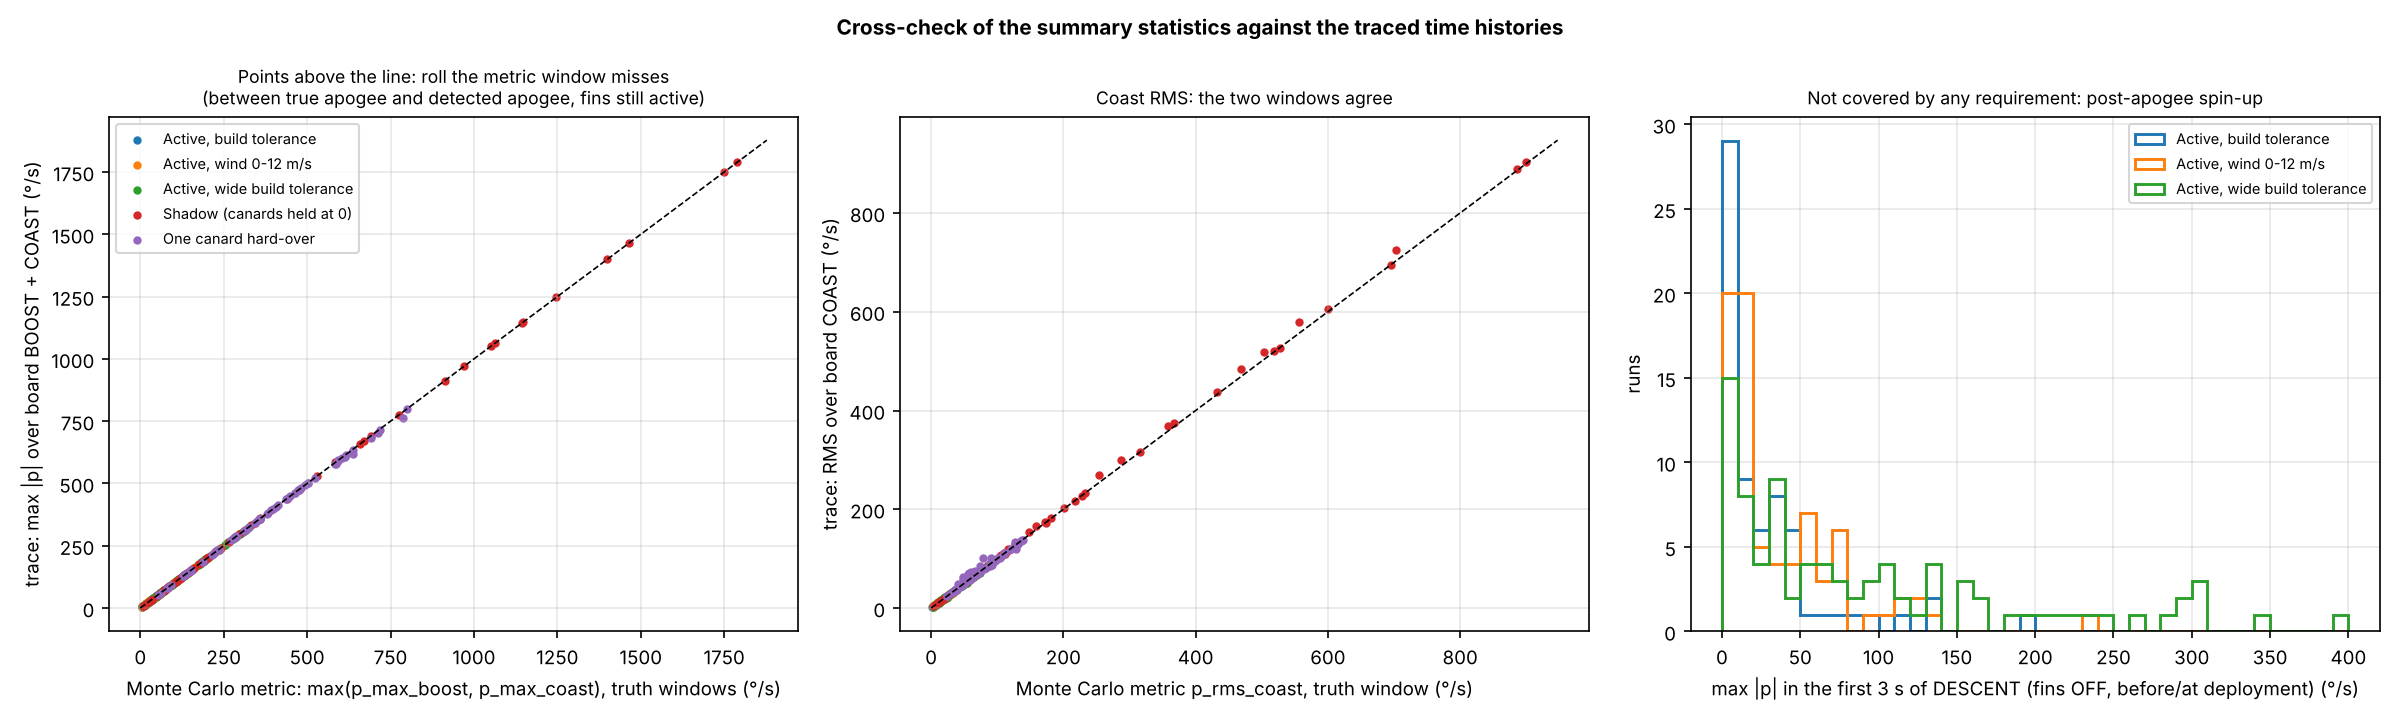 Cross-check of the summary statistics against the traced time histories
Points above the line: roll the metric window misses
(between true apogee and detected apogee, fins still active)
trace: max |p| over board BOOST + COAST (°/s)
1750
1500
1250
1000
750
500
250
0
Active, build tolerance
Active, wind 0-12 m/s
Active, wide build tolerance
Shadow (canards held at 0)
One canard hard-over
0 250 500 750 1000 1250 1500 1750
Monte Carlo metric: max(p_max_boost, p_max_coast), truth windows (°/s)
Coast RMS: the two windows agree
trace: RMS over board COAST (°/s)
800
600
400
200
0
0 200 400 600 800
Monte Carlo metric p_rms_coast, truth window (°/s)
Not covered by any requirement: post-apogee spin-up
runs
30
25
20
15
10
5
0
Active, build tolerance
Active, wind 0-12 m/s
Active, wide build tolerance
0 50 100 150 200 250 300 350 400
max |p| in the first 3 s of DESCENT (fins OFF, before/at deployment) (°/s)